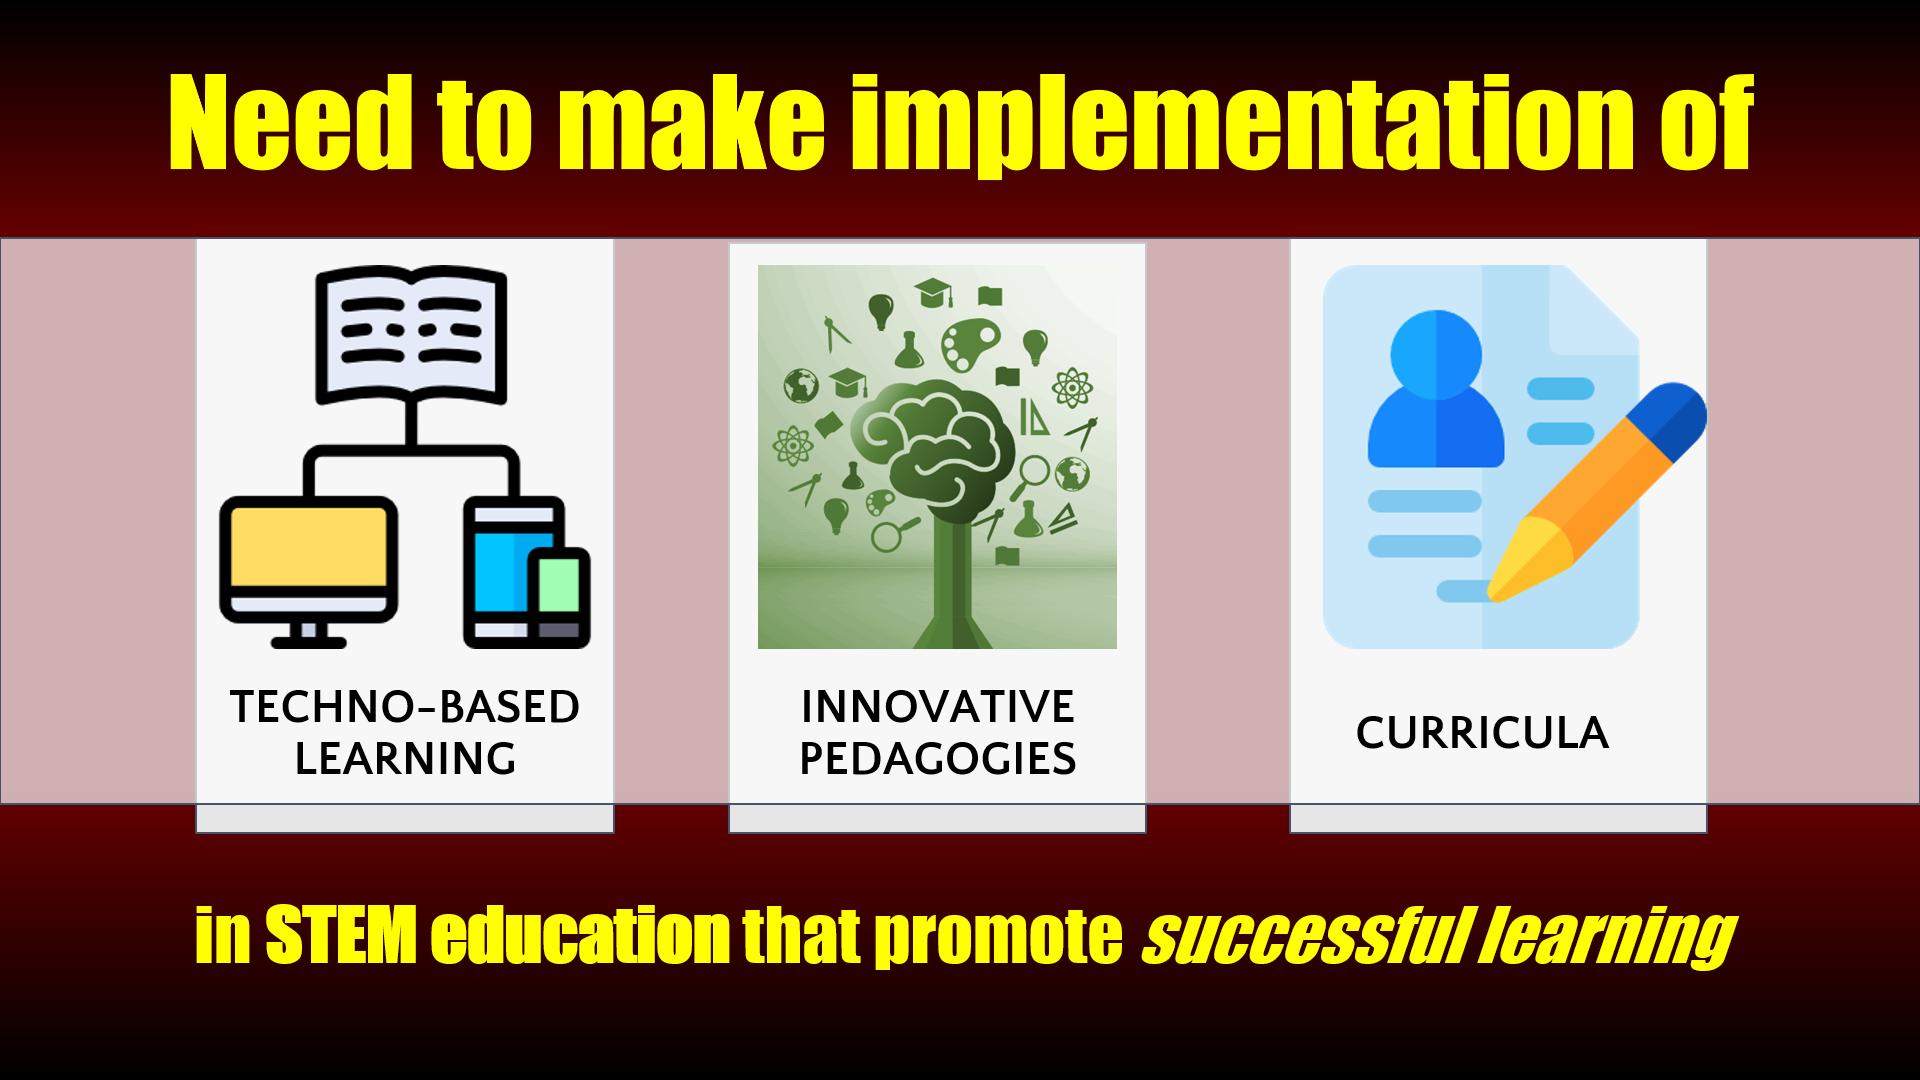 Need to make implementation of
TECHNO-BASED
LEARNING
INNOVATIVE
PEDAGOGIES
CURRICULA
in STEM education that promote successful learning